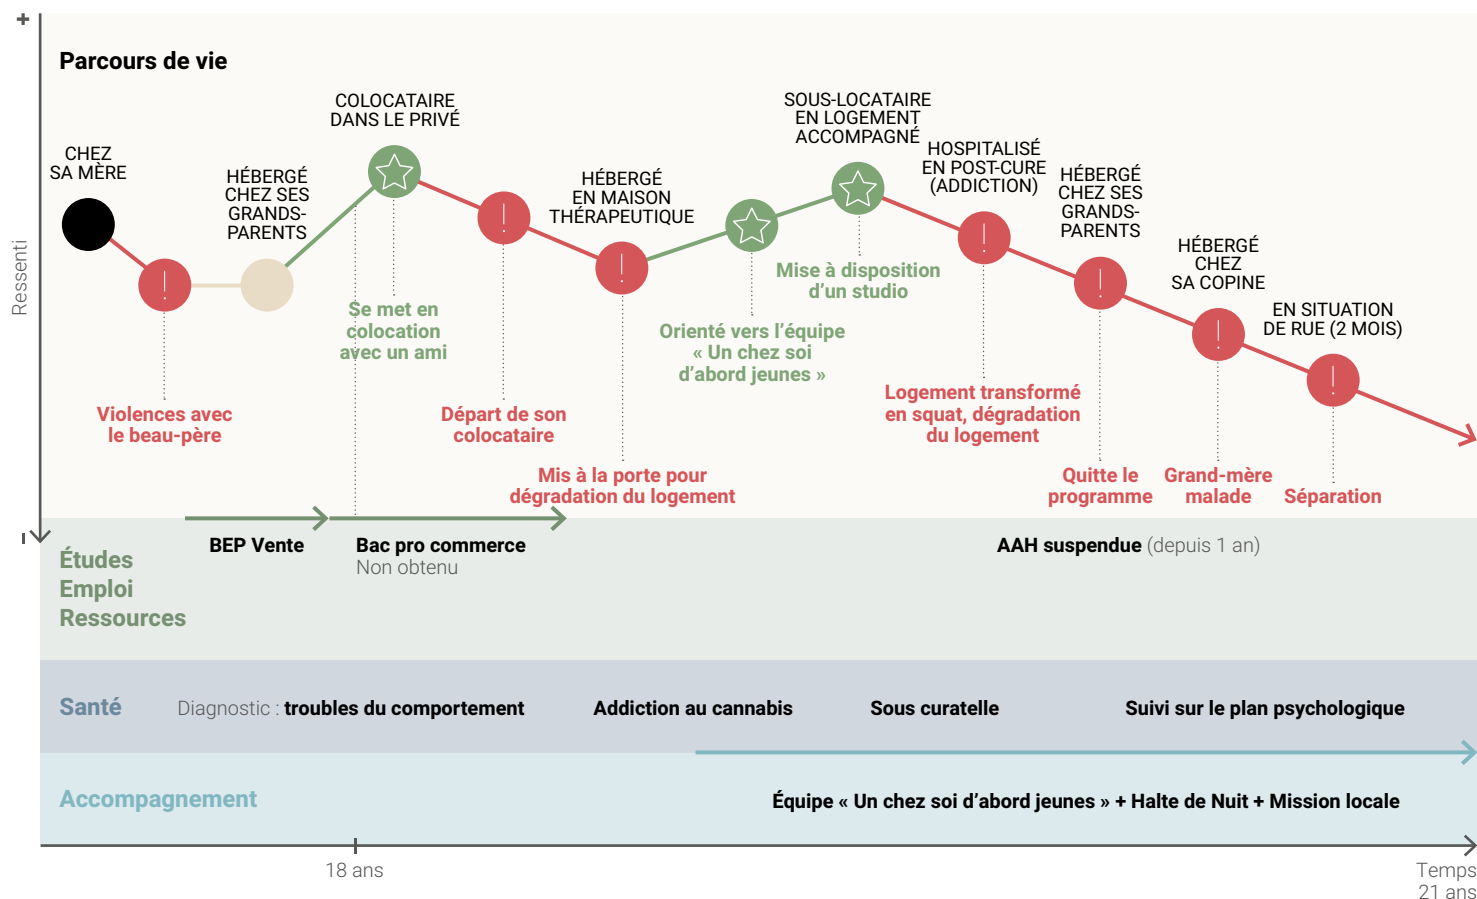 +
Parcours de vie
Ressenti
CHEZ
SA MÈRE
HÉBERGÉ
CHEZ SES
GRANDS-
PARENTS
COLOCATAIRE
DANS LE PRIVÉ
HÉBERGÉ
EN MAISON
THÉRAPEUTIQUE
SOUS-LOCATAIRE
EN LOGEMENT
ACCOMPAGNÉ
HOSPITALISÉ
EN POST-CURE
(ADDICTION)
HÉBERGÉ
CHEZ SES
GRANDS-
PARENTS
HÉBERGÉ
CHEZ
SA COPINE
EN SITUATION
DE RUE (2 MOIS)
Violences avec
le beau-père
Se met en
colocation
avec un ami
Départ de son
colocataire
Mis à la porte pour
dégradation du logement
Orienté vers l’équipe
« Un chez soi
d’abord jeunes »
Mise à disposition
d’un studio
Logement transformé
en squat, dégradation
du logement
Quitte le
programme
Grand-mère
malade
Séparation
-
Études
Emploi
Ressources
BEP Vente
Bac pro commerce
Non obtenu
AAH suspendue (depuis 1 an)
Santé
Diagnostic : troubles du comportement
Addiction au cannabis
Sous curatelle
Suivi sur le plan psychologique
Accompagnement
Équipe « Un chez soi d’abord jeunes » + Halte de Nuit + Mission locale
18 ans
Temps
21 ans